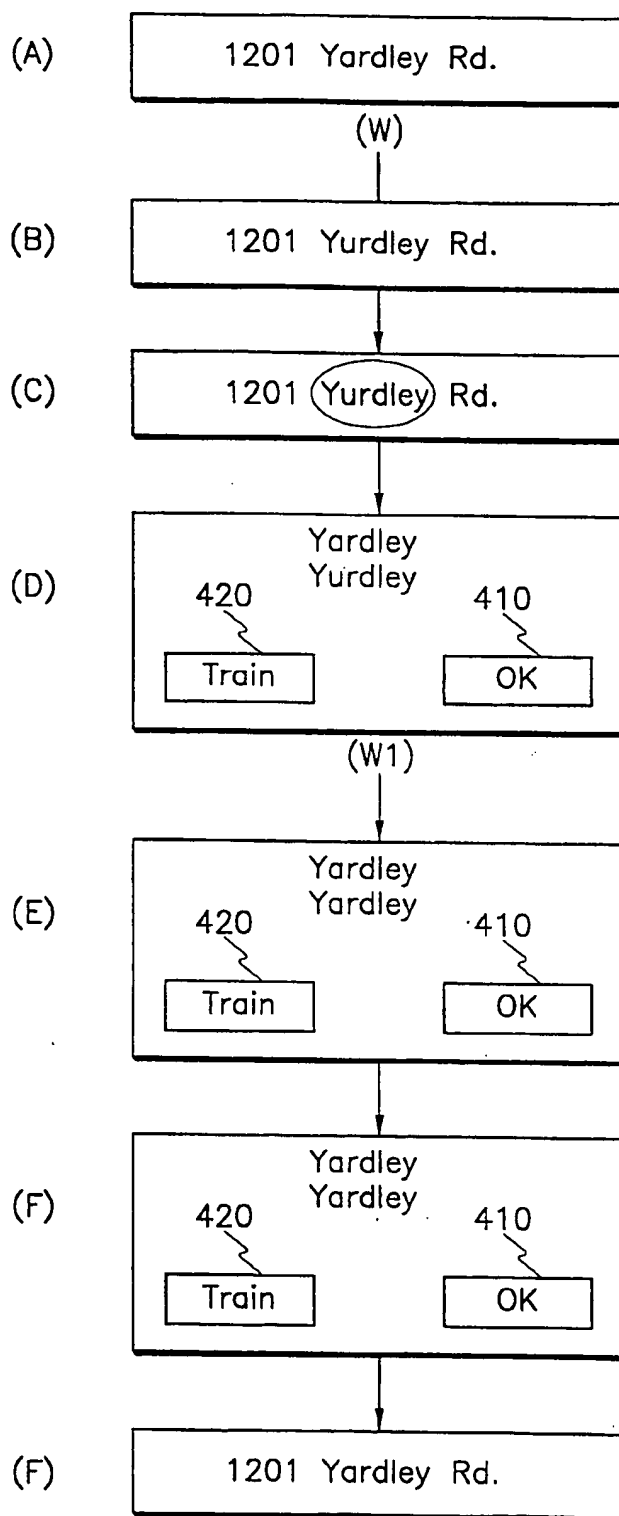 (A) 1201 Yardley Rd.
(W)
(B) 1201 Yurdley Rd.
(C) 1201 Yurdley Rd.
Yardley
(D) Yurdley
420 410
Train OK
(W1)
Yardley
(E) Yardley
420 410
Train OK
Yardley
(F) Yardley
420 410
Train OK
(F) 1201 Yardley Rd.